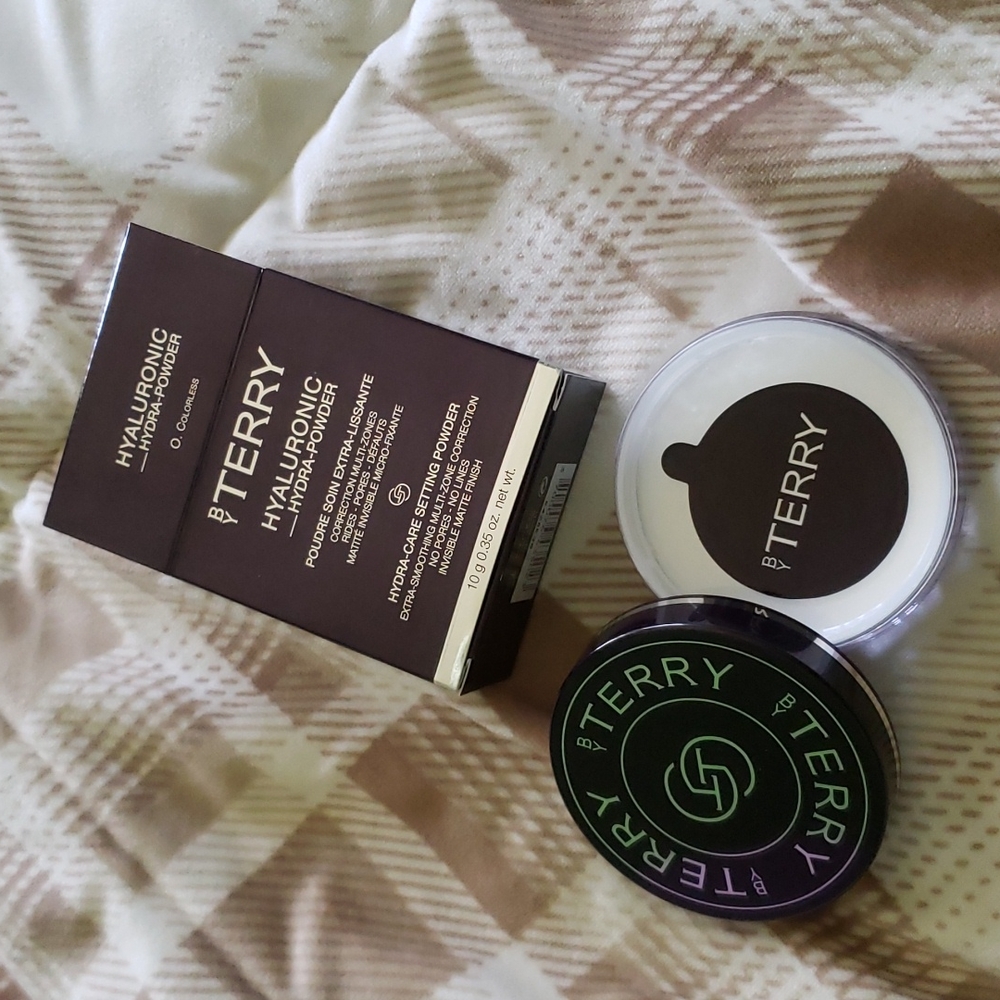 HYALURONIC
HYDRA-POWDER
0. COLORLESS
BY TERRY
HYALURONIC
HYDRA-POWDER
POUDRE SOIN EXTRA-LISSANTE
CORRECTION MULTI-ZONES
RIDES - PORES - DÉFAUTS
MATITÉ INVISIBLE MICRO-FIXANTE
HYDRA-CARE SETTING POWDER
EXTRA-SMOOTHING MULTI-ZONE CORRECTION
NO PORES - NO LINES
INVISIBLE MATTE FINISH
10 g 0.35 oz. net wt.
BY TERRY
BY TERRY
BY TERRY
BY TERRY